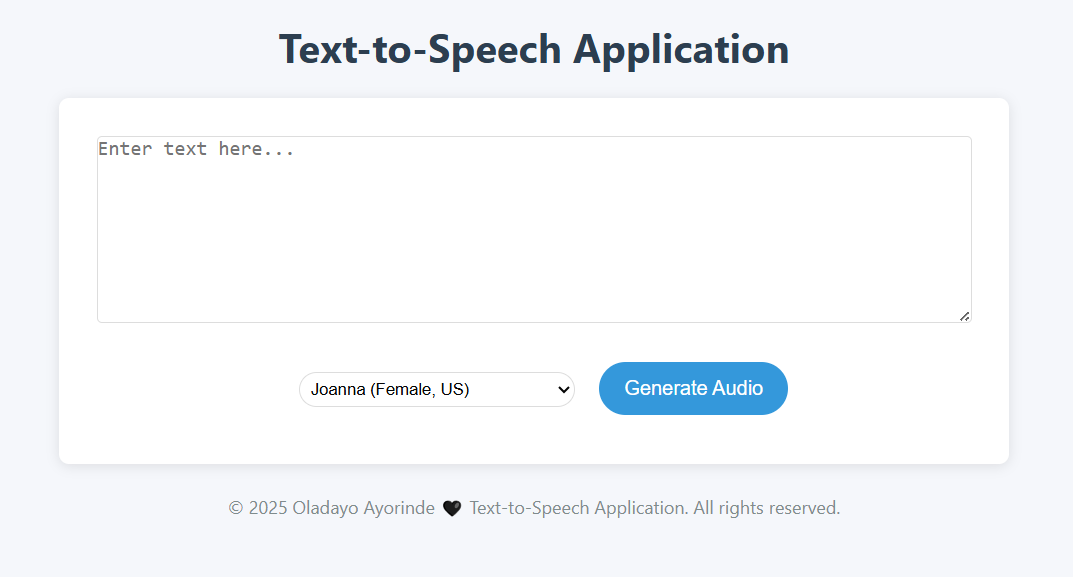 Text-to-Speech Application
Enter text here...
Joanna (Female, US)
Generate Audio
© 2025 Oladayo Ayorinde 🖤 Text-to-Speech Application. All rights reserved.